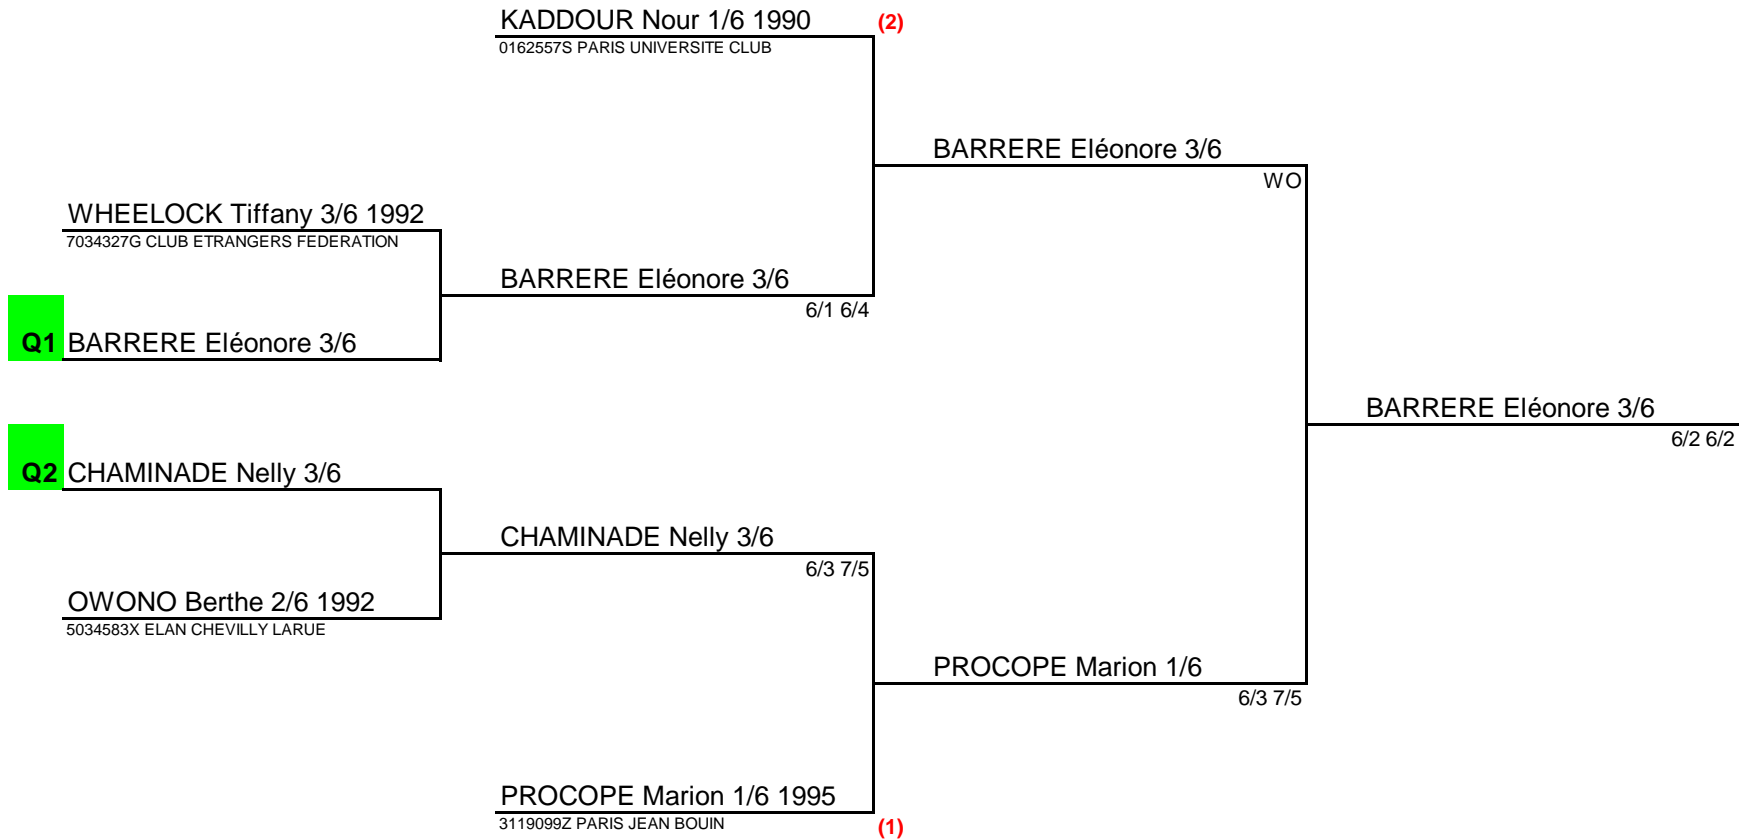 KADDOUR Nour 1/6 1990
(2)
0162557S PARIS UNIVERSITE CLUB
BARRERE Eléonore 3/6
WO
WHEELOCK Tiffany 3/6 1992
7034327G CLUB ETRANGERS FEDERATION
BARRERE Eléonore 3/6
6/1 6/4
Q1 BARRERE Eléonore 3/6
BARRERE Eléonore 3/6
6/2 6/2
Q2 CHAMINADE Nelly 3/6
CHAMINADE Nelly 3/6
6/3 7/5
OWONO Berthe 2/6 1992
5034583X ELAN CHEVILLY LARUE
PROCOPE Marion 1/6
6/3 7/5
PROCOPE Marion 1/6 1995
3119099Z PARIS JEAN BOUIN
(1)